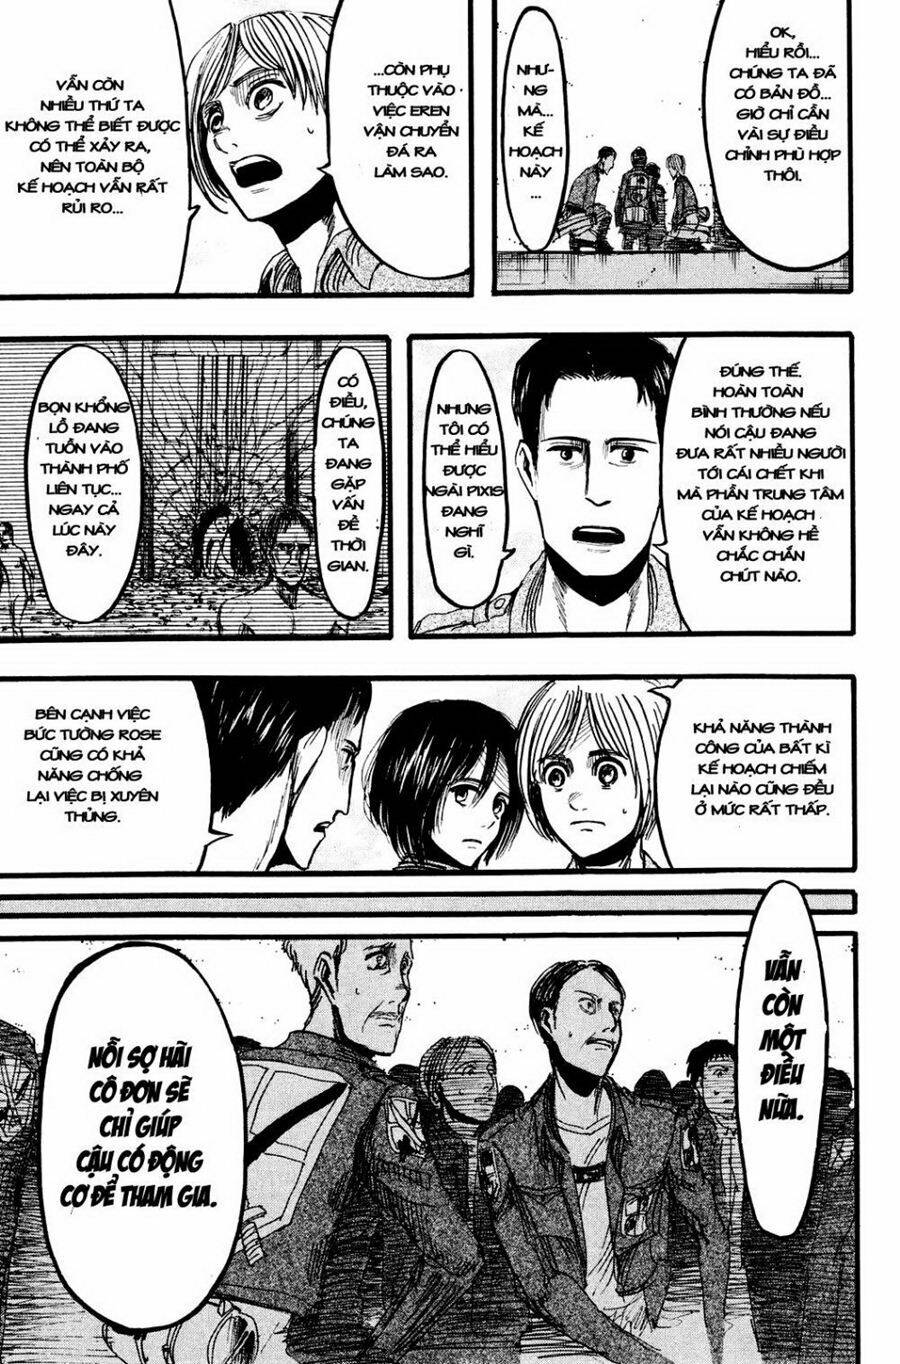 OK,
HIỂU RỒI...
CHÚNG TA ĐÃ
CÓ BẢN ĐỒ...
GIỜ CHỈ CẦN
VÀI SỰ ĐIỀU
CHỈNH PHÙ HỢP
THÔI.
NHƯ-
NG
MÀ...
KẾ
HOẠCH
NÀY
...
...CÒN PHỤ
THUỘC VÀO
VIỆC EREN
VẬN CHUYỂN
ĐÁ RA
LÀM SAO.
VẪN CÒN
NHIỀU THỨ TA
KHÔNG THỂ BIẾT ĐƯỢC
CÓ THỂ XẢY RA,
NÊN TOÀN BỘ
KẾ HOẠCH VẪN RẤT
RỦI RO...
ĐÚNG THẾ.
HOÀN TOÀN
BÌNH THƯỜNG NẾU
NÓI CẬU ĐANG
ĐƯA RẤT NHIỀU NGƯỜI
TỚI CÁI CHẾT KHI
MÀ PHẦN TRUNG TÂM
CỦA KẾ HOẠCH
VẪN KHÔNG HỀ
CHẮC CHẮN
CHÚT NÀO.
NHƯNG
TÔI CÓ
THỂ HIỂU
ĐƯỢC
NGÀI PIXIS
ĐANG
NGHĨ
GÌ.
CÓ
ĐIỀU,
CHÚNG
TA
ĐANG
GẶP
VẤN
ĐỀ
THỜI
GIAN.
BỌN KHỔNG
LỒ ĐANG
TUỒN VÀO
THÀNH PHỐ
LIÊN TỤC...
NGAY CẢ
LÚC NÀY
ĐÂY.
KHẢ NĂNG THÀNH
CÔNG CỦA BẤT KÌ
KẾ HOẠCH CHIẾM
LẠI NÀO CŨNG ĐỀU
Ở MỨC RẤT THẤP.
BÊN CẠNH VIỆC
BỨC TƯỜNG ROSE
CŨNG CÓ KHẢ
NĂNG CHỐNG
LẠI VIỆC BỊ XUYÊN
THỦNG.
VẪN
CÒN
MỘT
ĐIỀU
NỮA.
NỖI SỢ HÃI
CÔ ĐƠN SẼ
CHỈ GIÚP
CẬU CÓ ĐỘNG
CƠ ĐỂ THAM GIA.